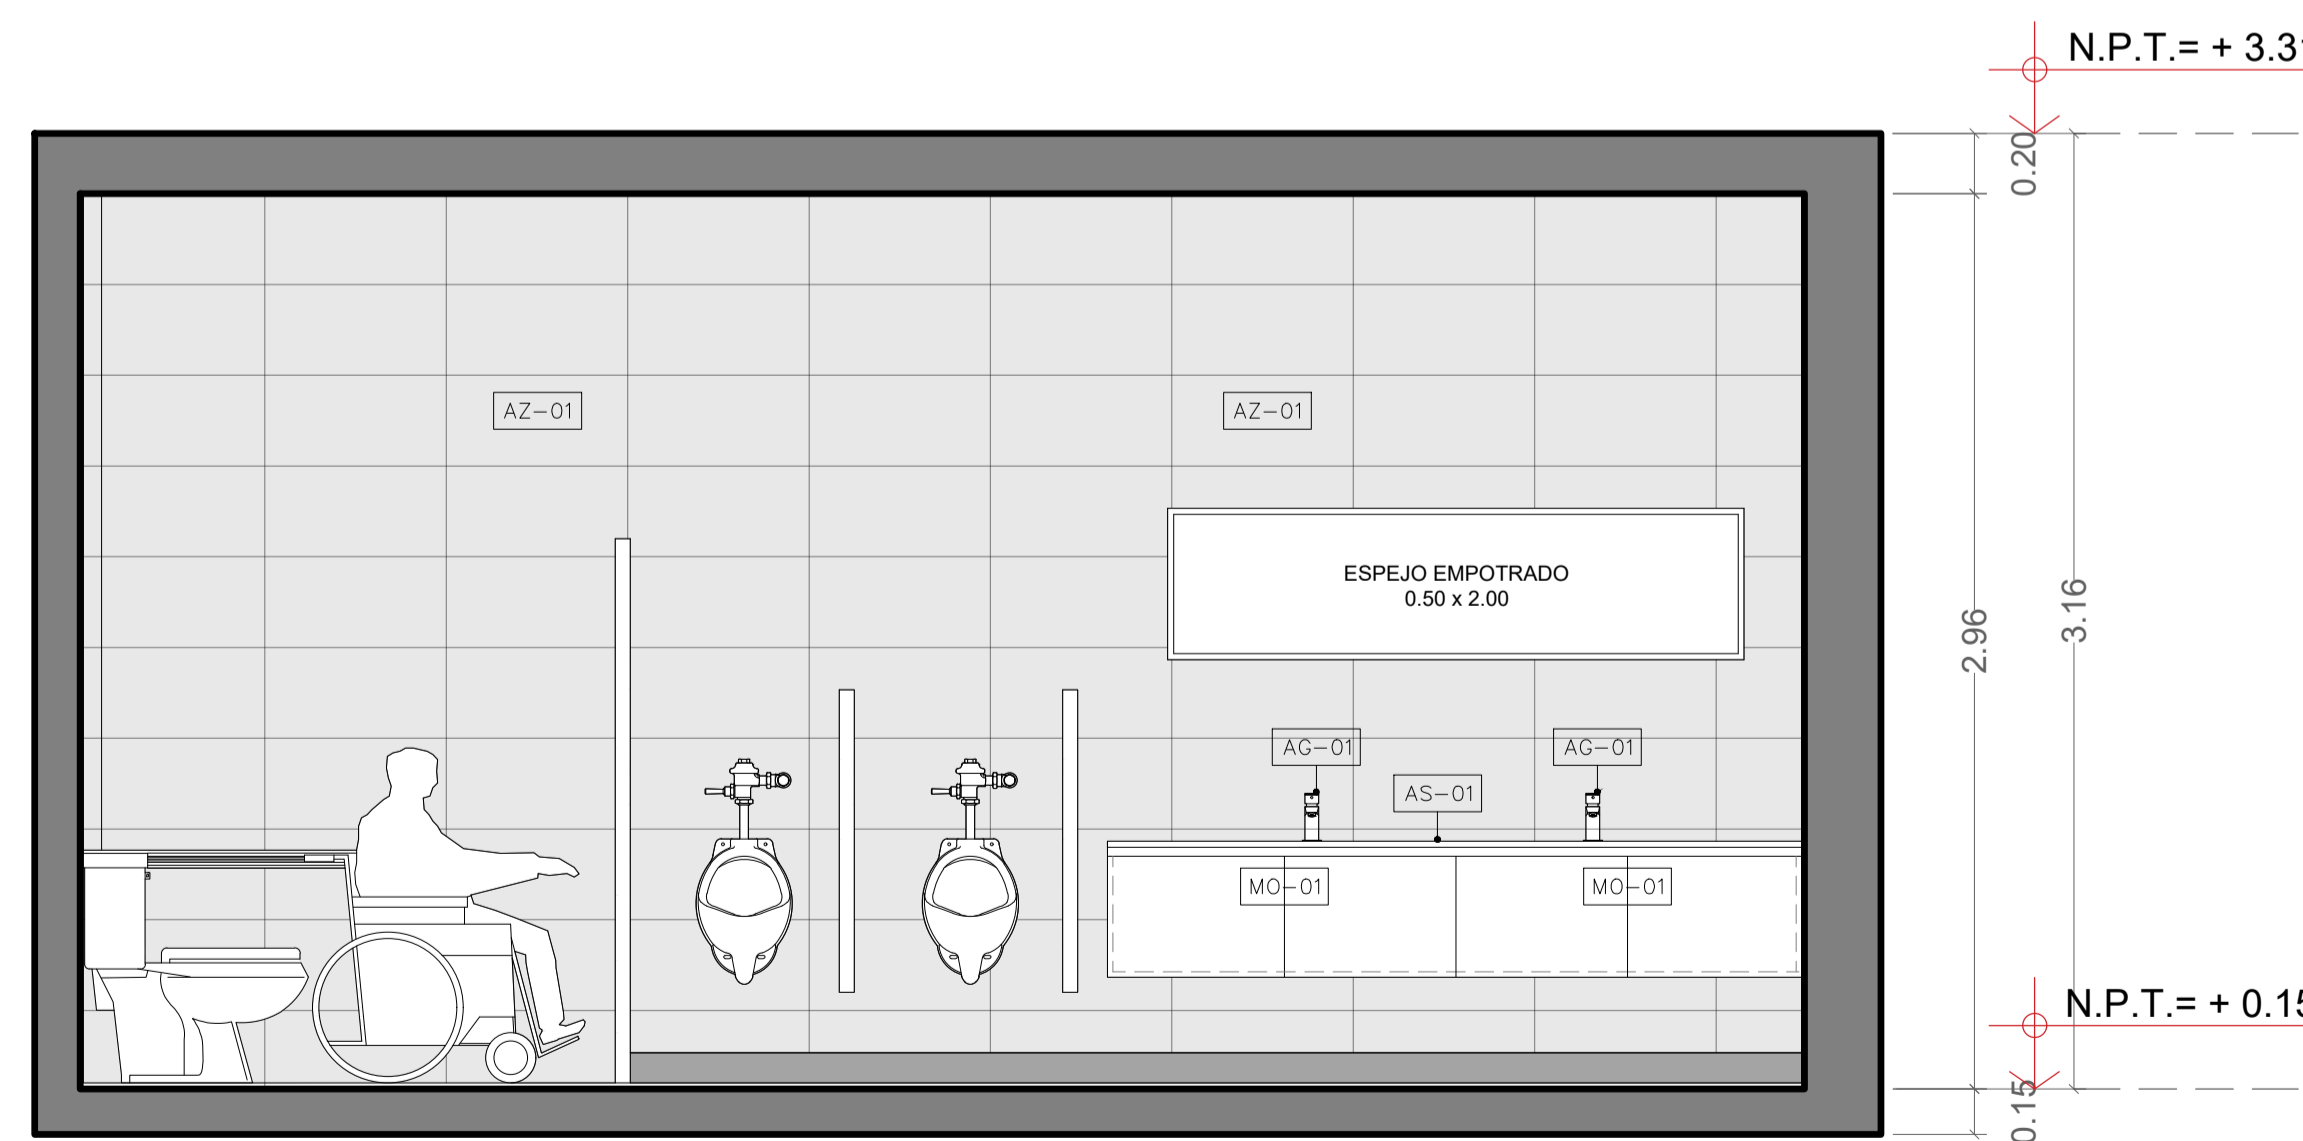 N.P.T.= + 3.31
0.20
AZ-01
AZ-01
ESPEJO EMPOTRADO
0.50 x 2.00
2.96
3.16
AG-01
AG-01
AS-01
MO-01
MO-01
N.P.T.= + 0.15
0.15